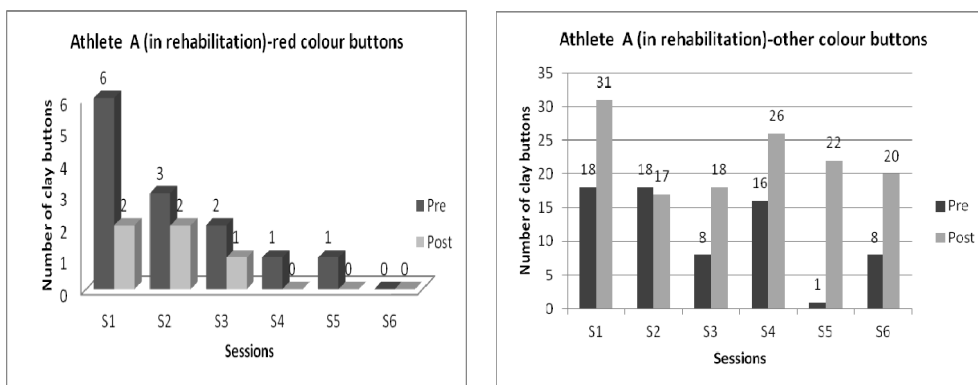 Athlete A (in rehabilitation)-red colour buttons
Number of clay buttons
6
5
4
3
2
1
0
6
2
3
2
2
1
1
0
1
0
0
0
S1
S2
S3
S4
S5
S6
Sessions
Pre
Post
Athlete A (in rehabilitation)-other colour buttons
Number of clay buttons
35
30
25
20
15
10
5
0
18
31
18
17
8
18
16
26
1
22
8
20
S1
S2
S3
S4
S5
S6
Sessions
Pre
Post